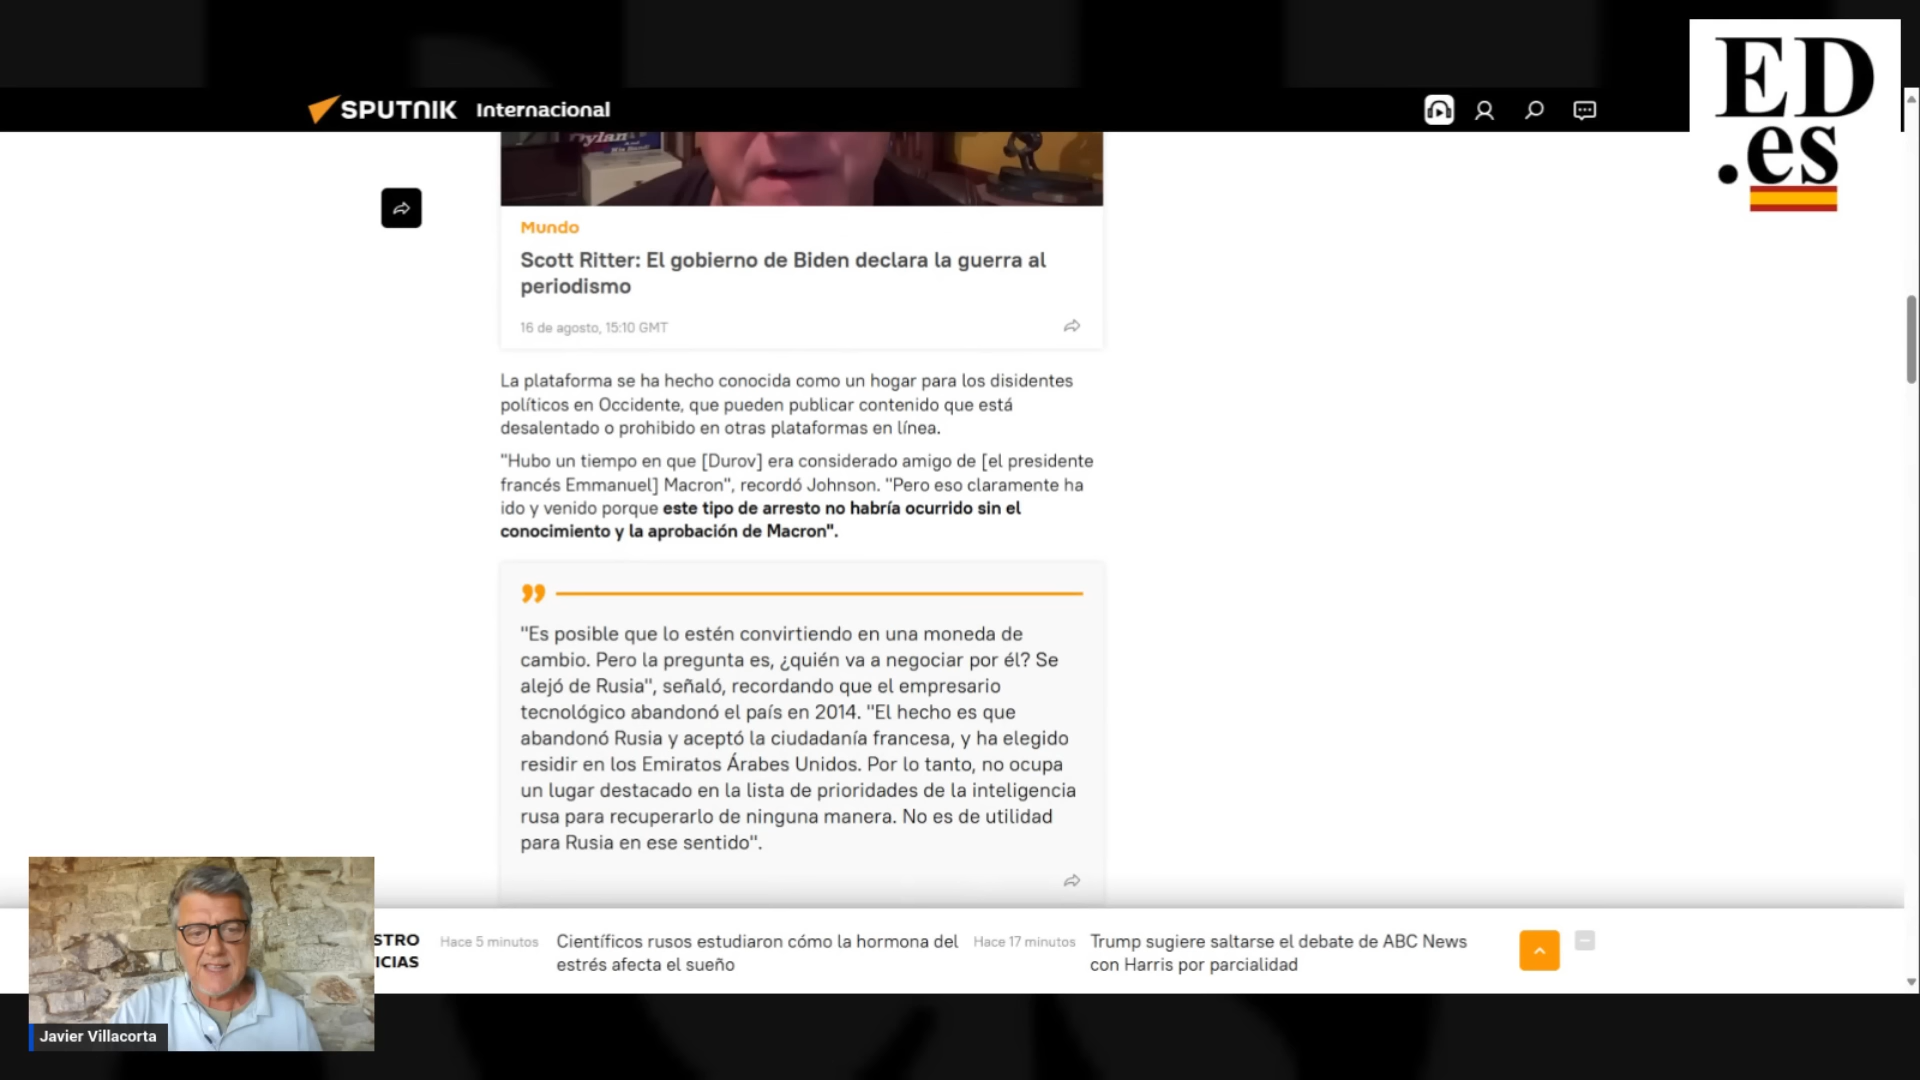 ED
.es
SPUTNIK Internacional
Dylan
Mundo
Scott Ritter: El gobierno de Biden declara la guerra al
periodismo
16 de agosto, 15:10 GMT
La plataforma se ha hecho conocida como un hogar para los disidentes
políticos en Occidente, que pueden publicar contenido que está
desalentado o prohibido en otras plataformas en línea.
"Hubo un tiempo en que [Durov] era considerado amigo de [el presidente
francés Emmanuel] Macron", recordó Johnson. "Pero eso claramente ha
ido y venido porque este tipo de arresto no habría ocurrido sin el
conocimiento y la aprobación de Macron".
"Es posible que lo estén convirtiendo en una moneda de
cambio. Pero la pregunta es, ¿quién va a negociar por él? Se
alejó de Rusia", señaló, recordando que el empresario
tecnológico abandonó el país en 2014. "El hecho es que
abandonó Rusia y aceptó la ciudadanía francesa, y ha elegido
residir en los Emiratos Árabes Unidos. Por lo tanto, no ocupa
un lugar destacado en la lista de prioridades de la inteligencia
rusa para recuperarlo de ninguna manera. No es de utilidad
para Rusia en ese sentido".
STRO
ICIAS
Hace 5 minutos
Científicos rusos estudiaron cómo la hormona del
estrés afecta el sueño
Hace 17 minutos
Trump sugiere saltarse el debate de ABC News
con Harris por parcialidad
Javier Villacorta